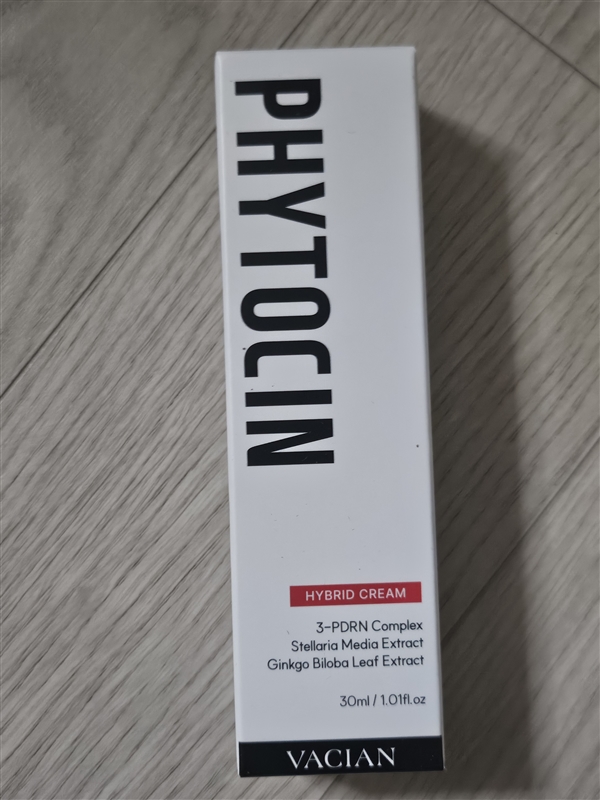 PHYTOCIN
HYBRID CREAM
3-PDRN Complex
Stellaria Media Extract
Ginkgo Biloba Leaf Extract
30ml / 1.01fl.oz
VACIAN